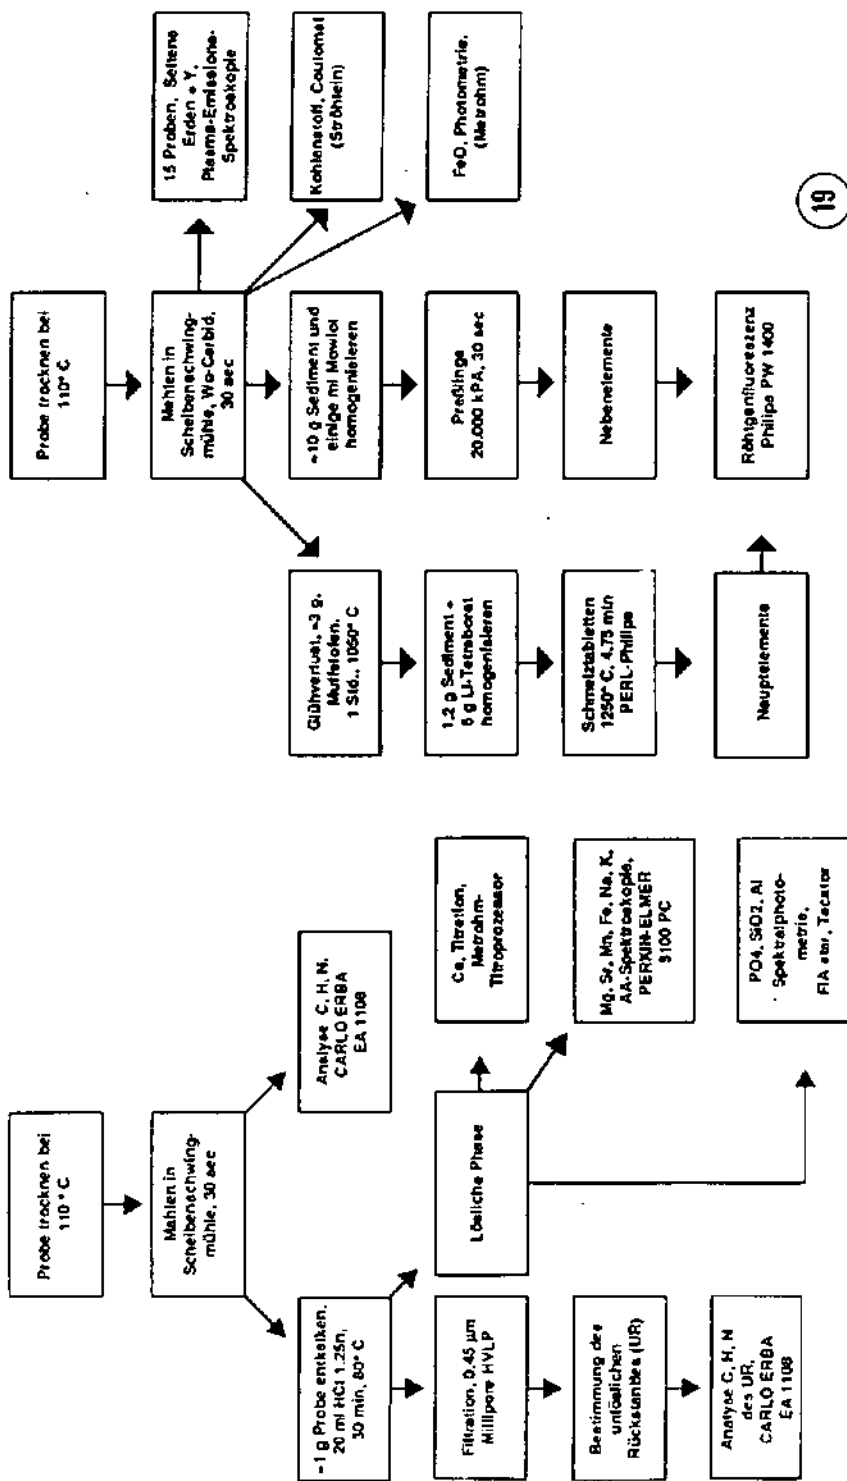 Probe trocknen bei
110 ° C
Mahlen in
Scheibenschwing-
mühle, 30 sec
Analyse C, H, N,
CARLO ERBA
EA 1108
~1 g Probe entkalken,
20 ml HCl 1.25n,
30 min, 80° C
Lösliche Phase
Ca, Titration,
Metrohm-
Titroprozessor
Filtration, 0.45 µm
Millipore HVLP
Mg, Sr, Mn, Fe, Na, K,
AA-Spektroskopie,
PERKIN-ELMER
3100 PC
Bestimmung des
unlöslichen
Rückstandes (UR)
PO4, SiO2, Al
Spektralphoto-
metrie,
FIA star, Tecator
Analyse C, H, N
des UR,
CARLO ERBA
EA 1108
Probe trocknen bei
110° C
Mahlen in
Scheibenschwing-
mühle, Wo-Carbid,
30 sec
15 Proben, Seltene
Erden + Y,
Plasma-Emissions-
Spektroskopie
Glühverlust, ~3 g,
Muffelofen,
1 Std., 1050° C
~10 g Sediment und
einige ml Mowiol
homogenisieren
Kohlenstoff, Coulomat
(Ströhlein)
1,2 g Sediment +
6 g Li-Tetraborat
homogenisieren
Preßlinge
20.000 kPA, 30 sec
FeO, Photometrie,
(Metrohm)
Schmelztabletten
1250° C, 4.75 min
PERL-Philips
Nebenelemente
Hauptelemente
Röhtgenfluoreszenz
Philips PW 1400
19